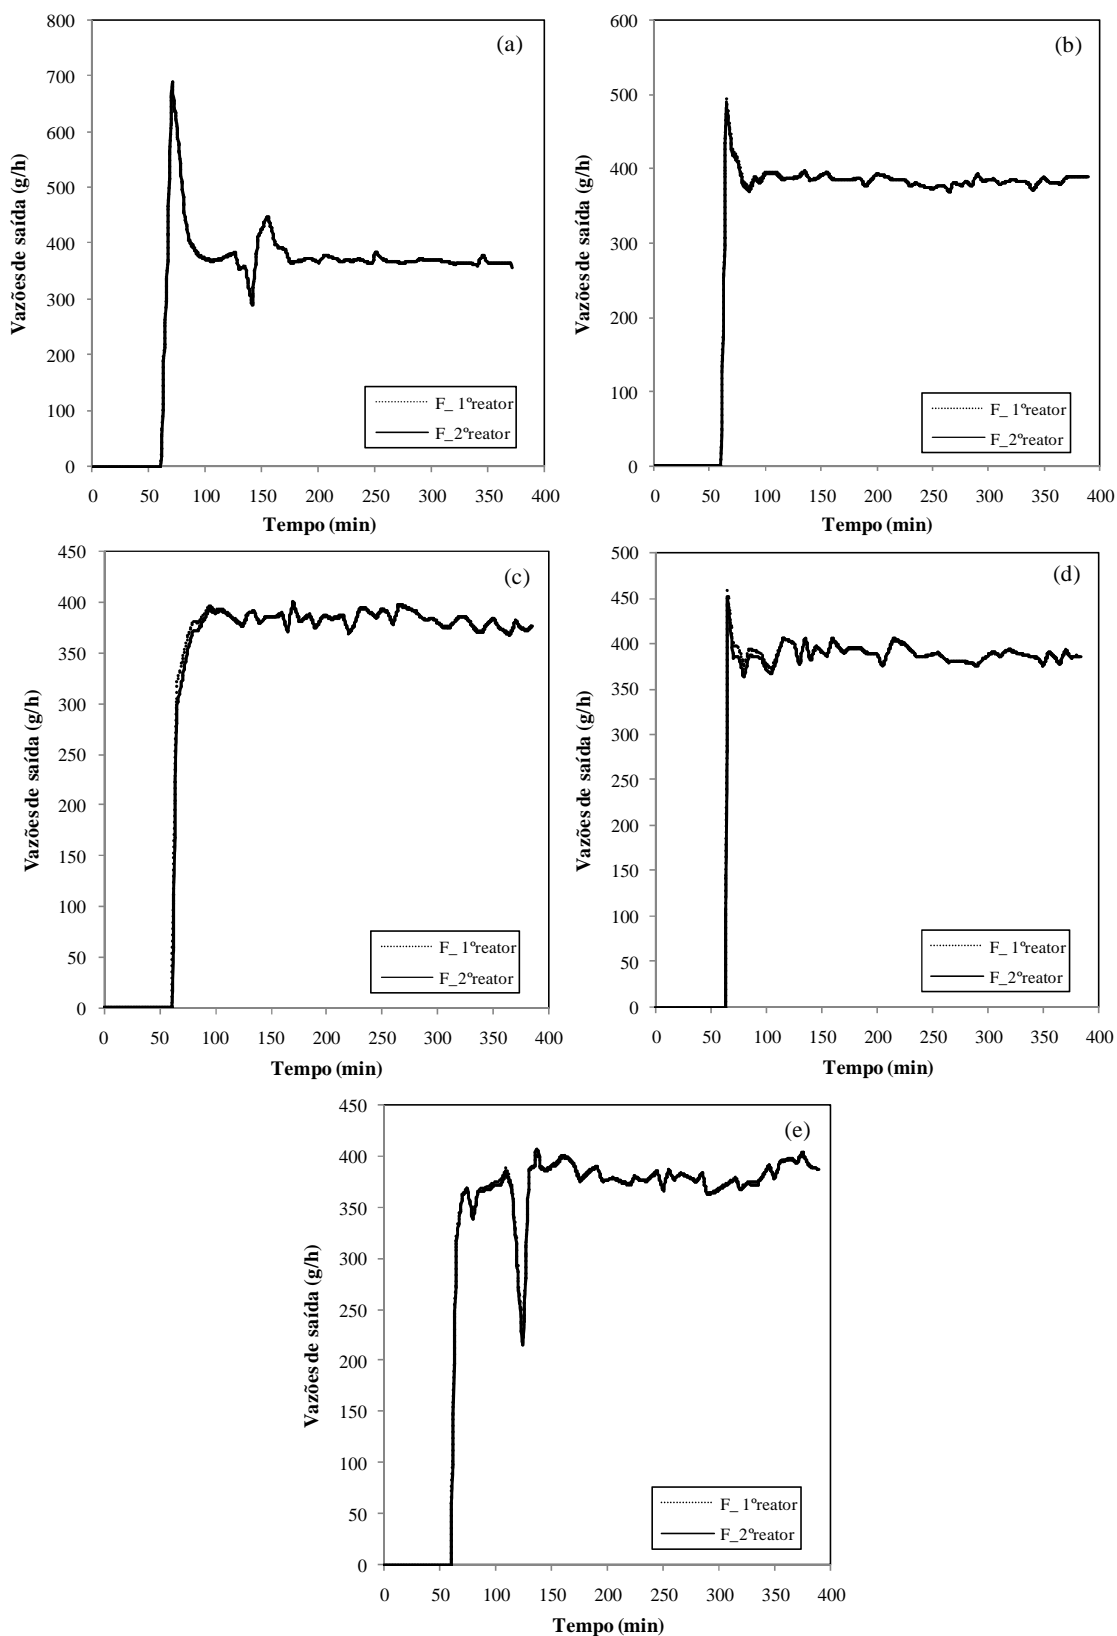 (a)
800
700
600
500
400
300
200
100
0
Vazões de saída (g/h)
F_ 1ºreator
F_2ºreator
0 50 100 150 200 250 300 350 400
Tempo (min)
(b)
600
500
400
300
200
100
0
Vazões de saída (g/h)
F_ 1ºreator
F_2ºreator
0 50 100 150 200 250 300 350 400
Tempo (min)
(c)
450
400
350
300
250
200
150
100
50
0
Vazões de saída (g/h)
F_ 1ºreator
F_2ºreator
0 50 100 150 200 250 300 350 400
Tempo (min)
(d)
500
450
400
350
300
250
200
150
100
50
0
Vazões de saída (g/h)
F_ 1ºreator
F_2ºreator
0 50 100 150 200 250 300 350 400
Tempo (min)
(e)
450
400
350
300
250
200
150
100
50
0
Vazões de saída (g/h)
F_ 1ºreator
F_2ºreator
0 50 100 150 200 250 300 350 400
Tempo (min)